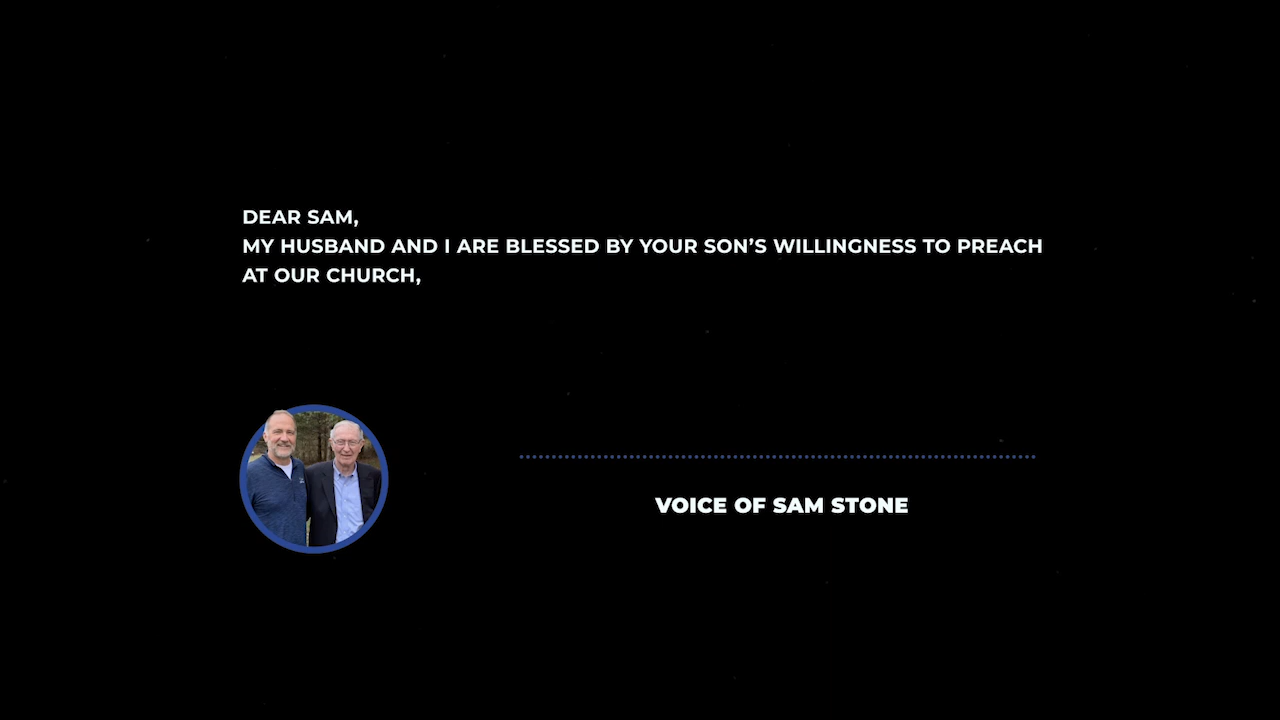 DEAR SAM,
MY HUSBAND AND I ARE BLESSED BY YOUR SON’S WILLINGNESS TO PREACH
AT OUR CHURCH,
VOICE OF SAM STONE